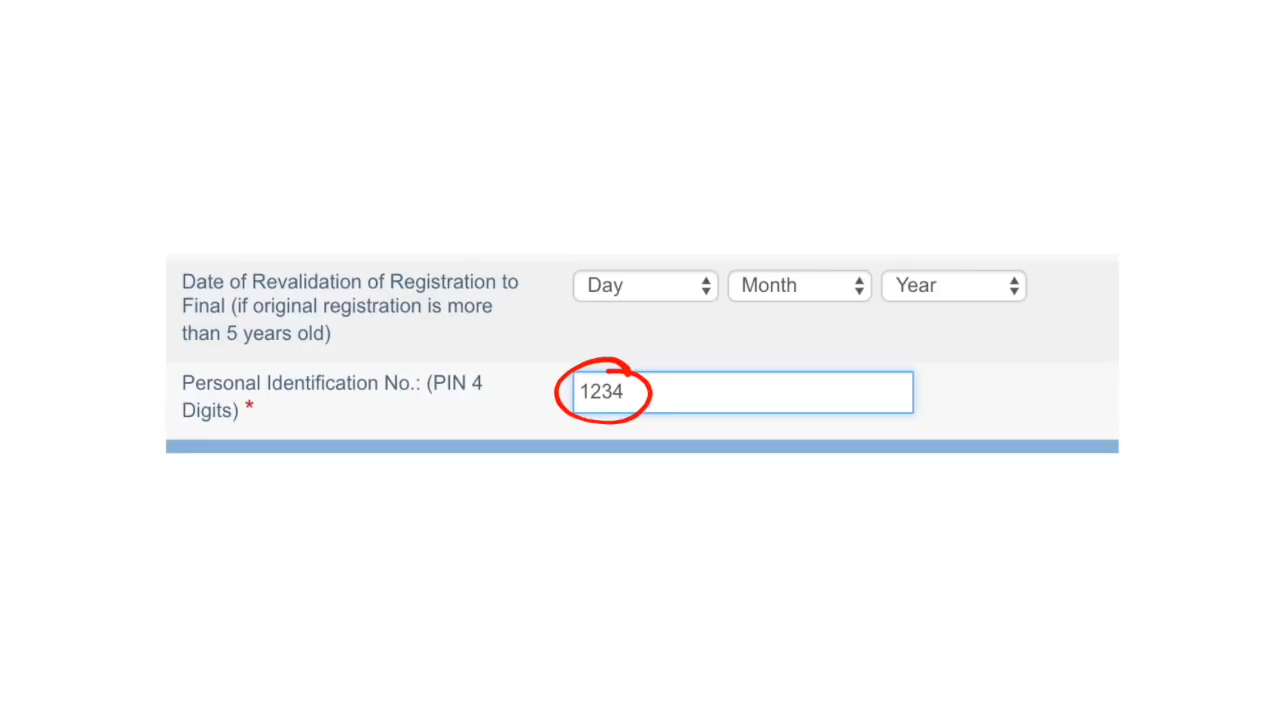 Date of Revalidation of Registration to
Final (if original registration is more
than 5 years old)
Day Month Year
Personal Identification No.: (PIN 4
Digits) *
1234